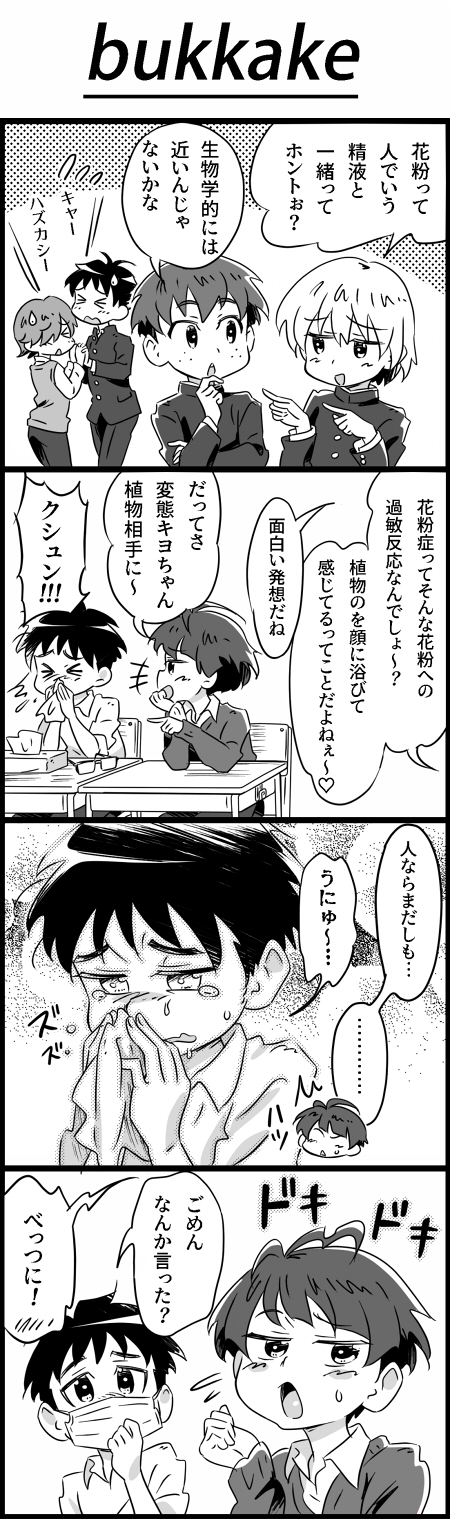 bukkake
花粉って
人でいう
精液と
一緒って
ホントぉ?
生物学的には
近いんじゃ
ないかな
キャー
ハズカシー
花粉症ってそんな花粉への
過敏反応なんでしょ〜?
植物のを顔に浴びて
感じてるってことだよねぇ〜♡
面白い発想だね
だってさ
変態キヨちゃん
植物相手に〜
クシュン!!!
人ならまだしも…
…………
うにゅ〜…
ズズ
ハッ
ドキ
ドキ
ごめん
なんか言った?
べっつに!